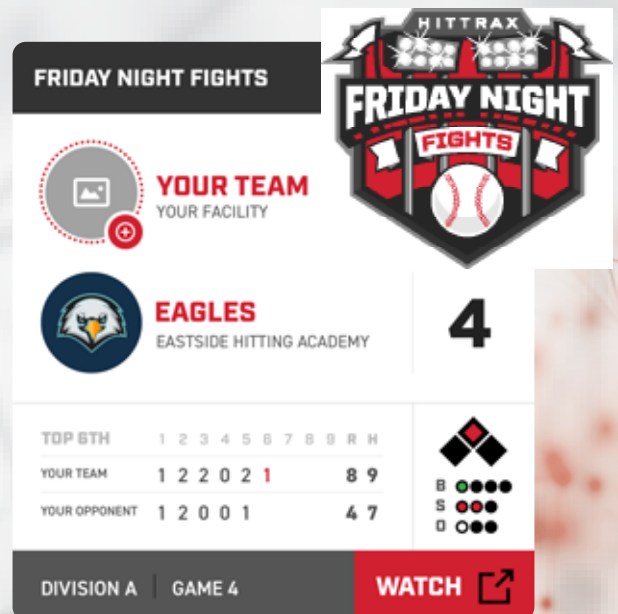 HITTRAX
FRIDAY NIGHT
FIGHTS
FRIDAY NIGHT FIGHTS
YOUR TEAM
YOUR FACILITY
EAGLES
EASTSIDE HITTING ACADEMY
4
TOP 6TH 1 2 3 4 5 6 7 8 9 R H
YOUR TEAM 1 2 2 0 2 1 8 9
YOUR OPPONENT 1 2 0 0 1 4 7
B
S
O
DIVISION A GAME 4 WATCH